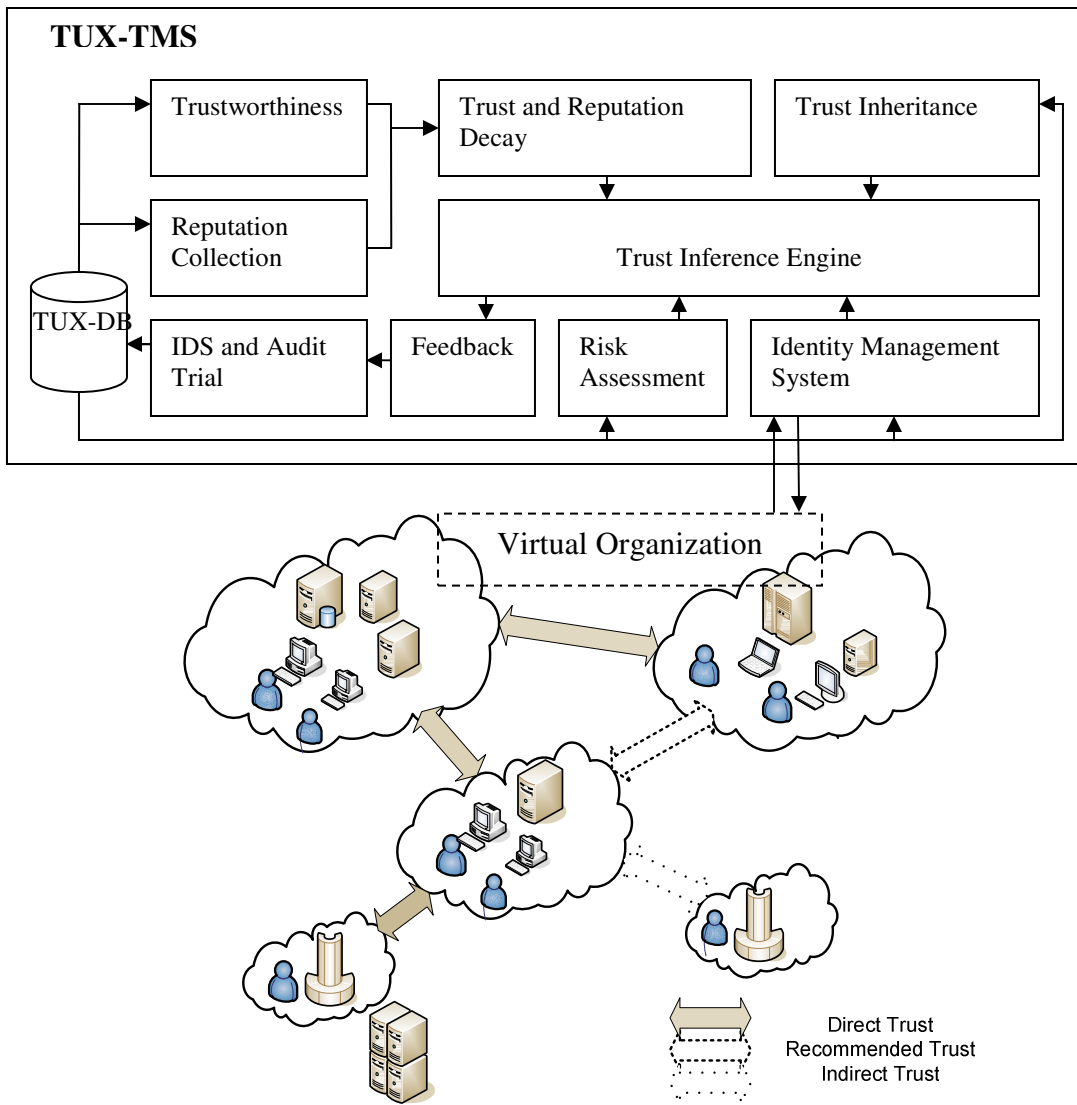 TUX-TMS
Trustworthiness
Trust and Reputation
Decay
Trust Inheritance
Reputation
Collection
Trust Inference Engine
TUX-DB
IDS and Audit
Trial
Feedback
Risk
Assessment
Identity Management
System
Virtual Organization
Direct Trust
Recommended Trust
Indirect Trust